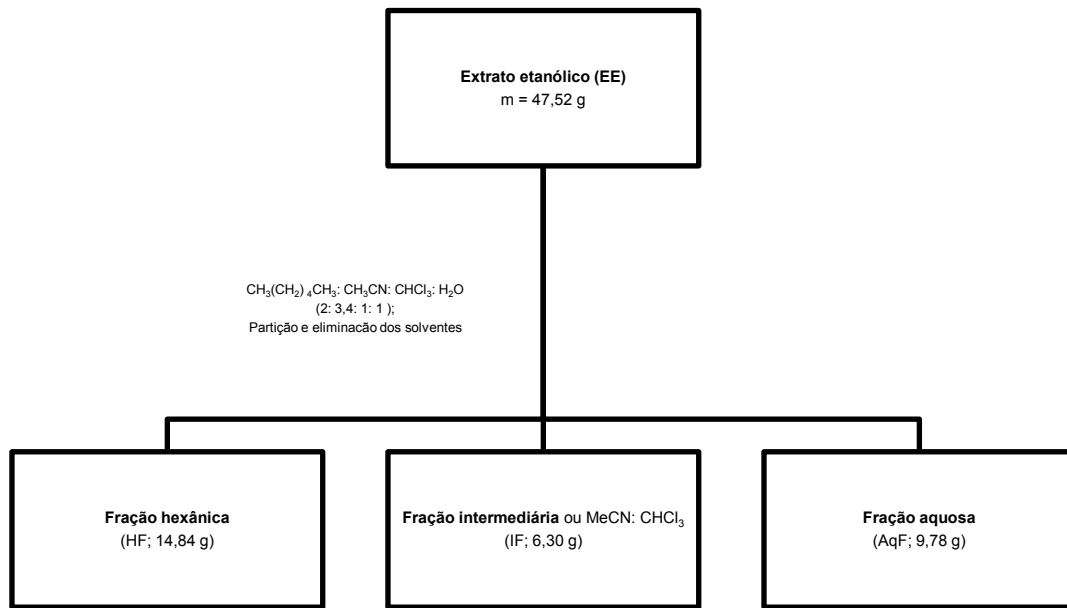 Extrato etanólico (EE)
m = 47,52 g
CH₃(CH₂) ₄CH₃: CH₃CN: CHCl₃: H₂O
(2: 3,4: 1: 1 );
Partição e eliminacão dos solventes
Fração hexânica
(HF; 14,84 g)
Fração intermediária ou MeCN: CHCl₃
(IF; 6,30 g)
Fração aquosa
(AqF; 9,78 g)